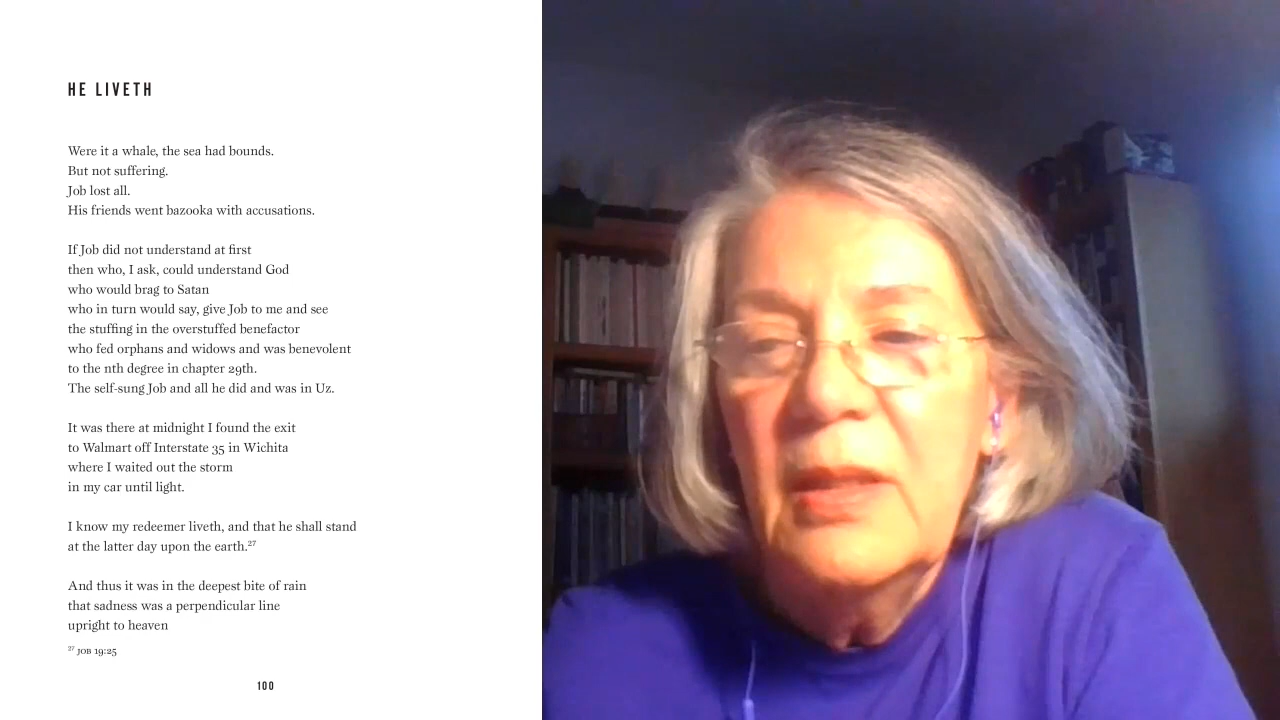 HE LIVETH
Were it a whale, the sea had bounds.
But not suffering.
Job lost all.
His friends went bazooka with accusations.
If Job did not understand at first
then who, I ask, could understand God
who would brag to Satan
who in turn would say, give Job to me and see
the stuffing in the overstuffed benefactor
who fed orphans and widows and was benevolent
to the nth degree in chapter 29th.
The self-sung Job and all he did and was in Uz.
It was there at midnight I found the exit
to Walmart off Interstate 35 in Wichita
where I waited out the storm
in my car until light.
I know my redeemer liveth, and that he shall stand
at the latter day upon the earth.²⁷
And thus it was in the deepest bite of rain
that sadness was a perpendicular line
upright to heaven
²⁷ JOB 19:25
100